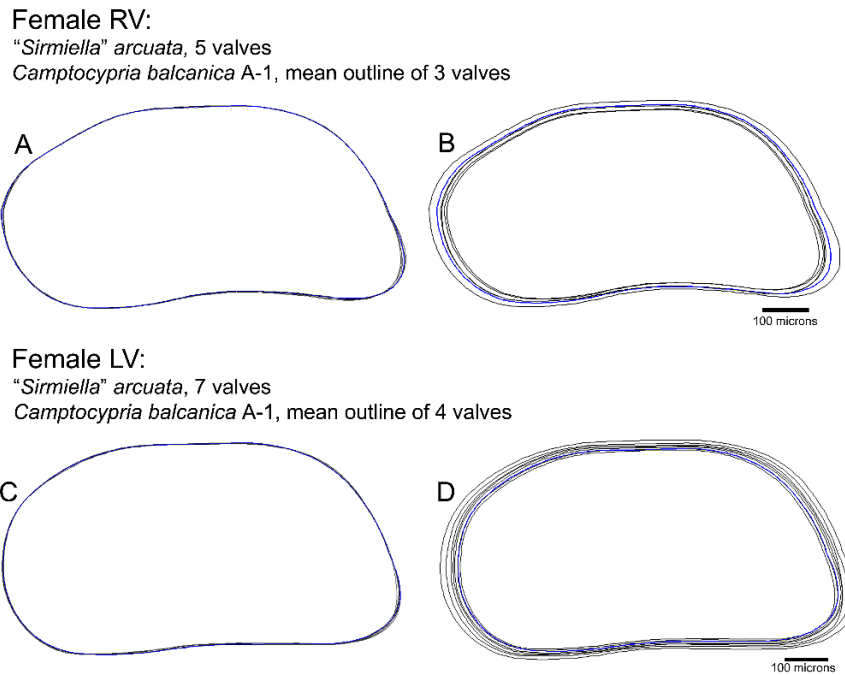 Female RV:
“Sirmiella” arcuata, 5 valves
Camptocypria balcanica A-1, mean outline of 3 valves
A
B
100 microns
Female LV:
“Sirmiella” arcuata, 7 valves
Camptocypria balcanica A-1, mean outline of 4 valves
C
D
100 microns